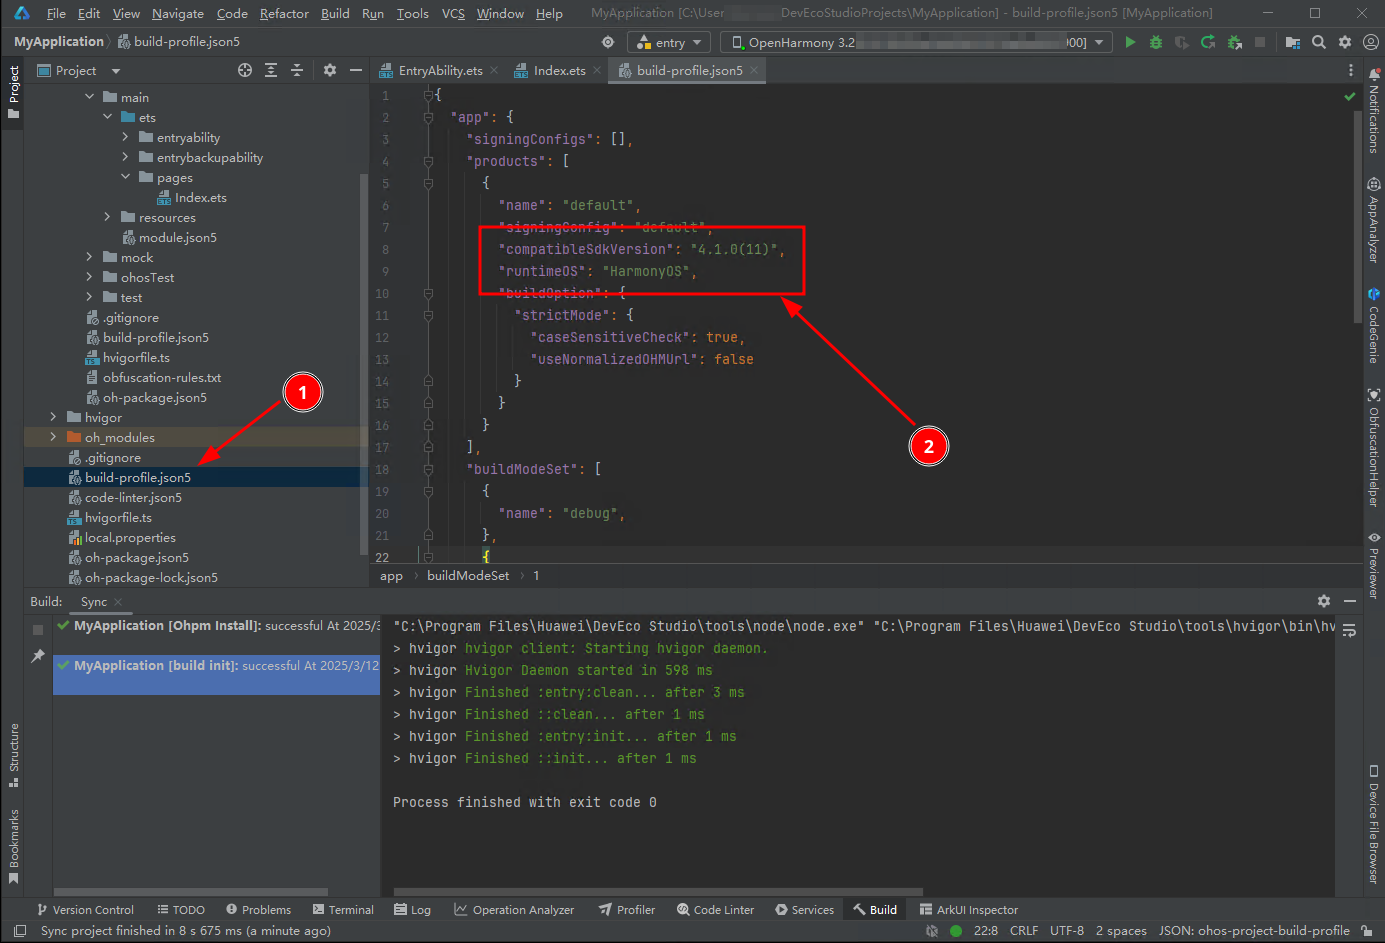 File Edit View Navigate Code Refactor Build Run Tools VCS Window Help MyApplication [C:\User DevEcoStudioProjects\MyApplication] - build-profile.json5 [MyApplication]
MyApplication build-profile.json5 entry OpenHarmony 3.2 00]
Project EntryAbility.ets Index.ets build-profile.json5
Project
main
ets
entryability
entrybackupability
pages
Index.ets
resources
module.json5
mock
ohosTest
test
.gitignore
build-profile.json5
hvigorfile.ts
obfuscation-rules.txt
oh-package.json5
hvigor
oh_modules
.gitignore
build-profile.json5
code-linter.json5
hvigorfile.ts
local.properties
oh-package.json5
oh-package-lock.json5
1
1 {
2 "app": {
3 "signingConfigs": [],
4 "products": [
5 {
6 "name": "default",
7 "signingConfig": "default",
8 "compatibleSdkVersion": "4.1.0(11)",
9 "runtimeOS": "HarmonyOS",
10 "buildOption": {
11 "strictMode": {
12 "caseSensitiveCheck": true,
13 "useNormalizedOHMUrl": false
14 }
15 }
16 }
17 ],
18 "buildModeSet": [
19 {
20 "name": "debug",
21 },
22 {
2
app buildModeSet 1
Notifications
AppAnalyzer
CodeGenie
ObfuscationHelper
Previewer
Device File Browser
Build: Sync
MyApplication [Ohpm Install]: successful At 2025/3
MyApplication [build init]: successful At 2025/3/12
"C:\Program Files\Huawei\DevEco Studio\tools\node\node.exe" "C:\Program Files\Huawei\DevEco Studio\tools\hvigor\bin\hv
> hvigor hvigor client: Starting hvigor daemon.
> hvigor Hvigor Daemon started in 598 ms
> hvigor Finished :entry:clean... after 3 ms
> hvigor Finished ::clean... after 1 ms
> hvigor Finished :entry:init... after 1 ms
> hvigor Finished ::init... after 1 ms
Process finished with exit code 0
Structure
Bookmarks
Version Control TODO Problems Terminal Log Operation Analyzer Profiler Code Linter Services Build ArkUI Inspector
Sync project finished in 8 s 675 ms (a minute ago) 22:8 CRLF UTF-8 2 spaces JSON: ohos-project-build-profile